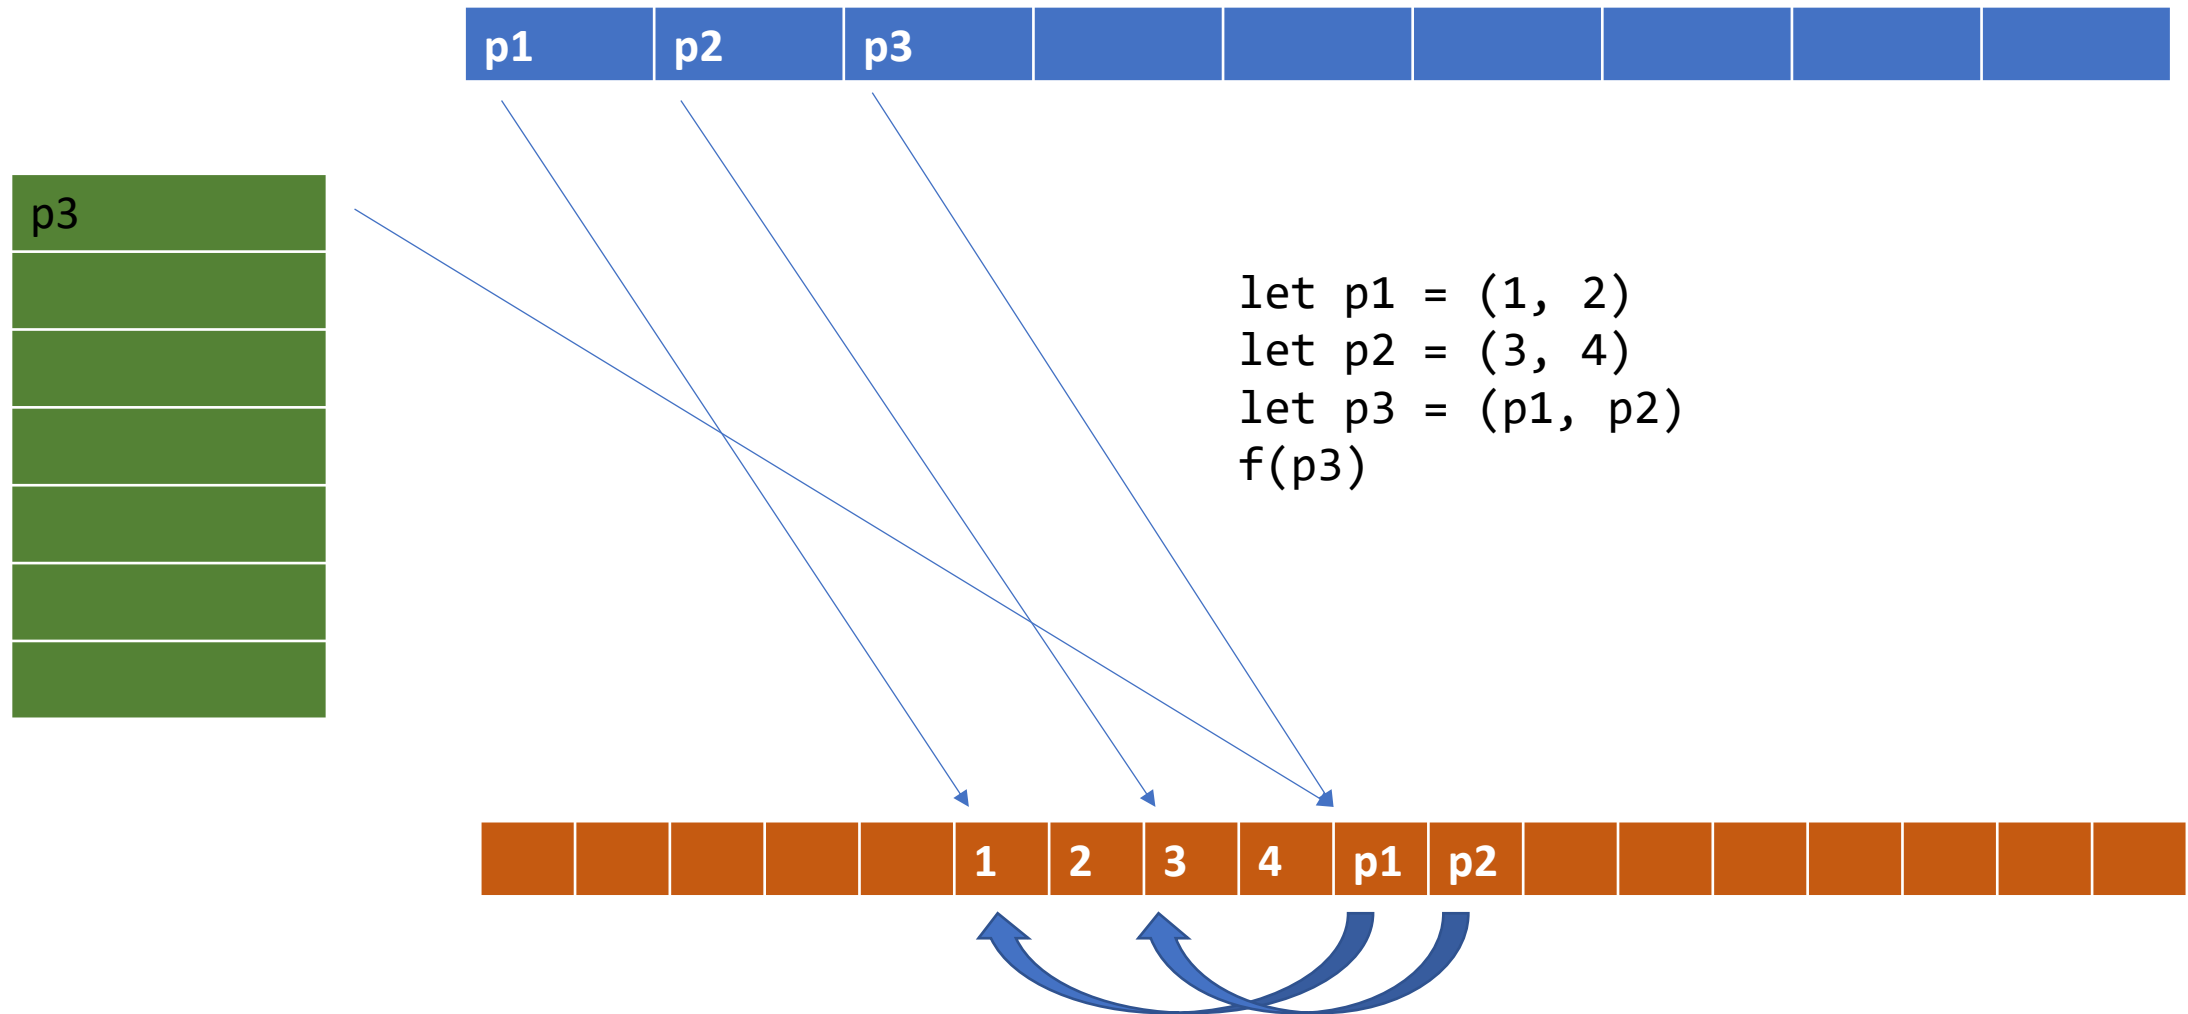 p1 p2 p3
p3
let p1 = (1, 2)
let p2 = (3, 4)
let p3 = (p1, p2)
f(p3)
1 2 3 4 p1 p2